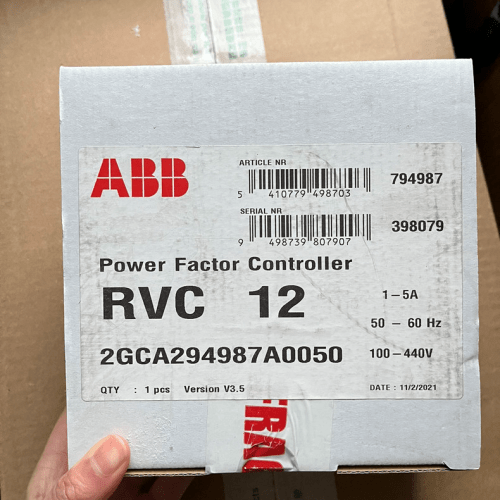 ABB
ARTICLE NR
5 410779 498703
794987
SERIAL NR
9 498739 807907
398079
Power Factor Controller
RVC 12
1-5A
50 - 60 Hz
2GCA294987A0050
100-440V
QTY : 1 pcs Version V3.5
DATE : 11/2/2021
FRAG